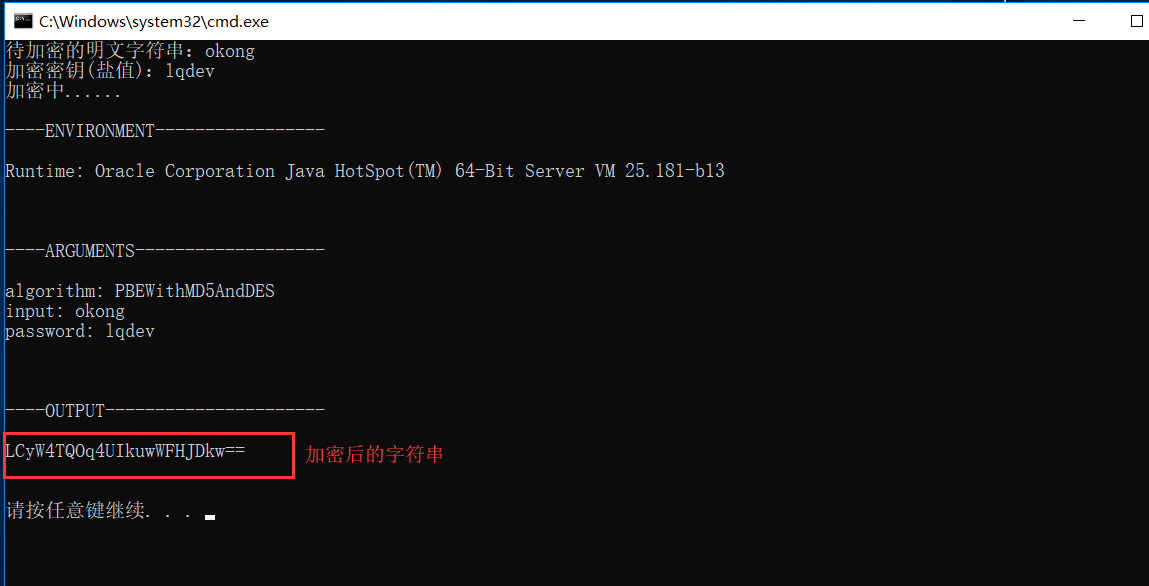 C:\Windows\system32\cmd.exe
待加密的明文字符串：okong
加密密钥(盐值)：lqdev
加密中......
----ENVIRONMENT-----------------
Runtime: Oracle Corporation Java HotSpot(TM) 64-Bit Server VM 25.181-b13
----ARGUMENTS-------------------
algorithm: PBEWithMD5AndDES
input: okong
password: lqdev
----OUTPUT----------------------
LCyW4TQOq4UIkuwWFHJDkw== 加密后的字符串
请按任意键继续. . .